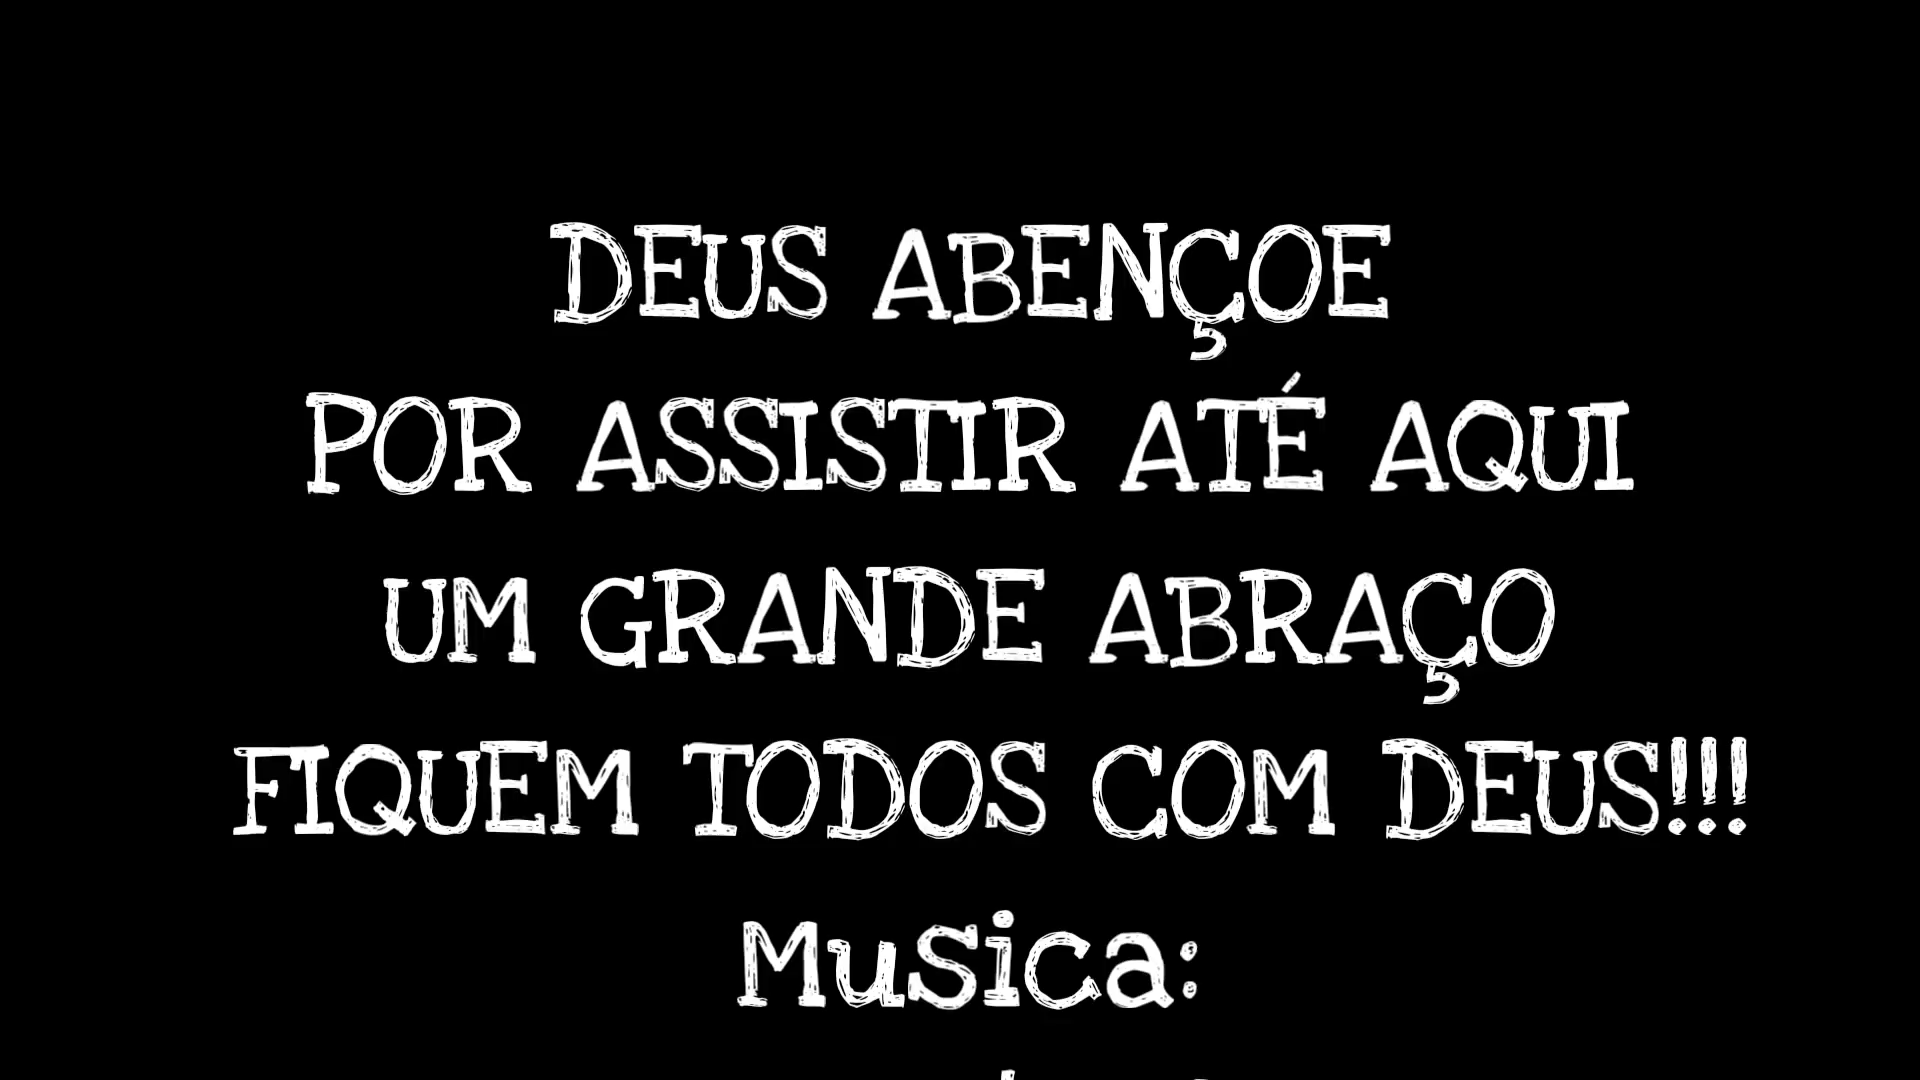 DEUS ABENÇOE
POR ASSISTIR ATÉ AQUI
UM GRANDE ABRAÇO
FIQUEM TODOS COM DEUS!!!
Musica: